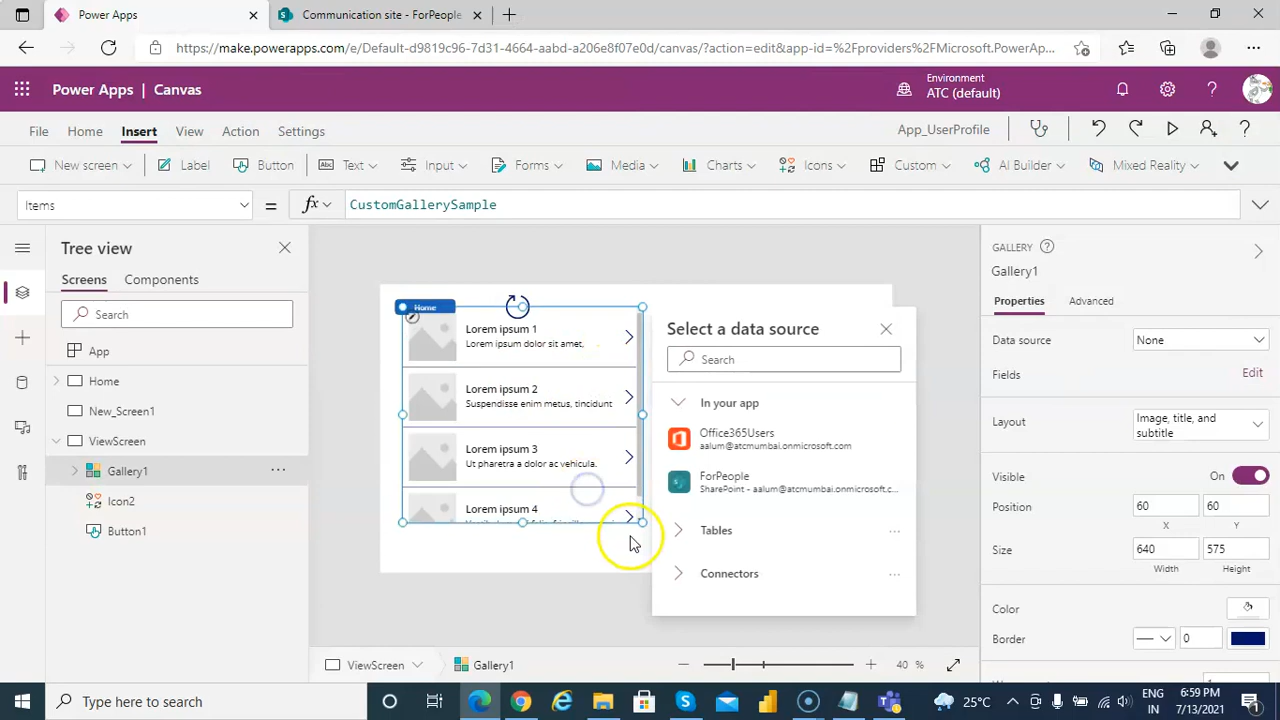 Power Apps
Communication site - ForPeople
https://make.powerapps.com/e/Default-d9819c96-7d31-4664-aabd-a206e8f07e0d/canvas/?action=edit&app-id=%2Fproviders%2FMicrosoft.PowerAp...
Power Apps | Canvas
Environment
ATC (default)
File Home Insert View Action Settings
App_UserProfile
New screen Label Button Text Input Forms Media Charts Icons Custom AI Builder Mixed Reality
Items = fx CustomGallerySample
Tree view
Screens Components
Search
App
Home
New_Screen1
ViewScreen
Gallery1
Icon2
Button1
Home
Lorem ipsum 1
Lorem ipsum dolor sit amet,
Lorem ipsum 2
Suspendisse enim metus, tincidunt
Lorem ipsum 3
Ut pharetra a dolor ac vehicula.
Lorem ipsum 4
Select a data source
Search
In your app
Office365Users
aalum@atcmumbai.onmicrosoft.com
ForPeople
SharePoint - aalum@atcmumbai.onmicrosoft.c...
Tables
Connectors
GALLERY
Gallery1
Properties Advanced
Data source None
Fields Edit
Layout Image, title, and
subtitle
Visible On
Position 60 60
X Y
Size 640 575
Width Height
Color
Border 0
ViewScreen Gallery1
40 %
Type here to search
25°C
ENG
IN
6:59 PM
7/13/2021
1